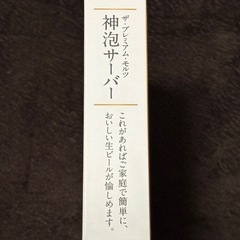 ザ・プレミアム・モルツ
神泡サーバー
これがあればご家庭で簡単に、
おいしい生ビールが愉しめます。